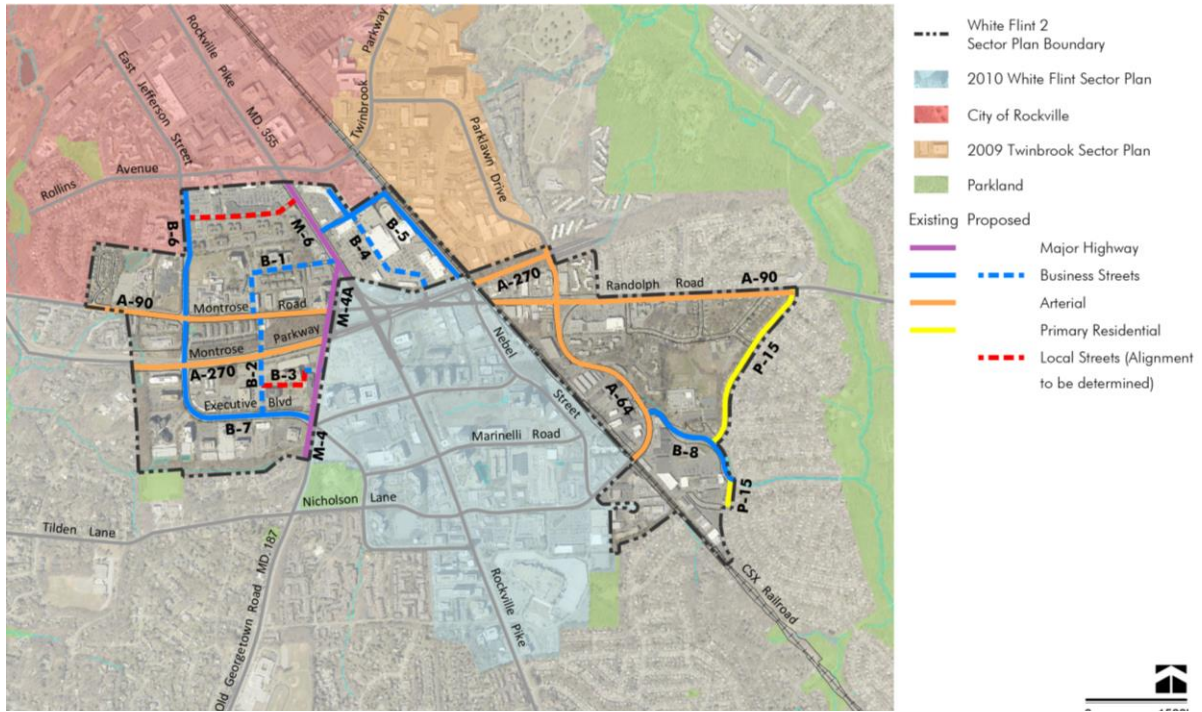 White Flint 2
Sector Plan Boundary
2010 White Flint Sector Plan
City of Rockville
2009 Twinbrook Sector Plan
Parkland
Existing Proposed
Major Highway
Business Streets
Arterial
Primary Residential
Local Streets (Alignment
to be determined)
Rockville
Pike
MD. 355
East Jefferson
Street
Twinbrook
Parkway
Parklawn Drive
Rollins
Avenue
B-6
M-6
B-4
B-5
B-1
A-90
Montrose
Road
M-4A
A-270
Randolph Road
A-90
Montrose
Parkway
A-270
B-2
B-3
Executive Blvd
B-7
M-4
Nebel
Street
A-64
P-15
Marinelli Road
B-8
P-15
Nicholson Lane
Tilden Lane
Old Georgetown Road MD. 187
Rockville Pike
CSX Railroad